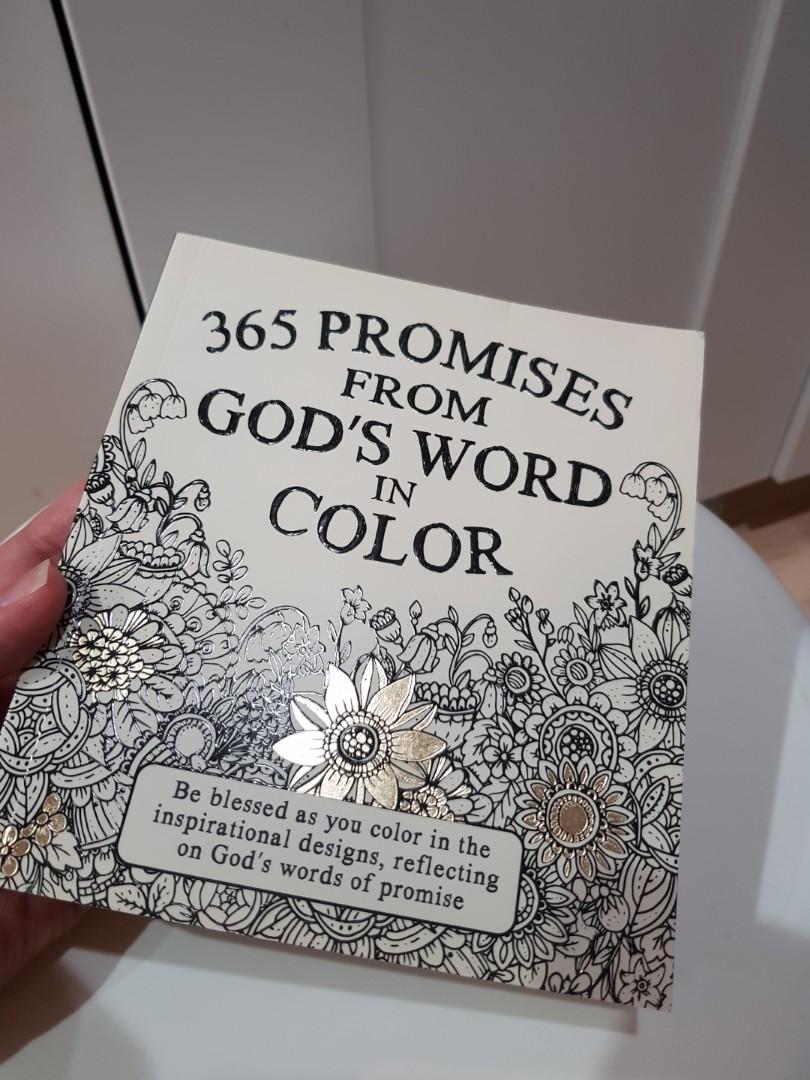 365 PROMISES
FROM
GOD'S WORD
IN
COLOR
Be blessed as you color in the
inspirational designs, reflecting
on God's words of promise